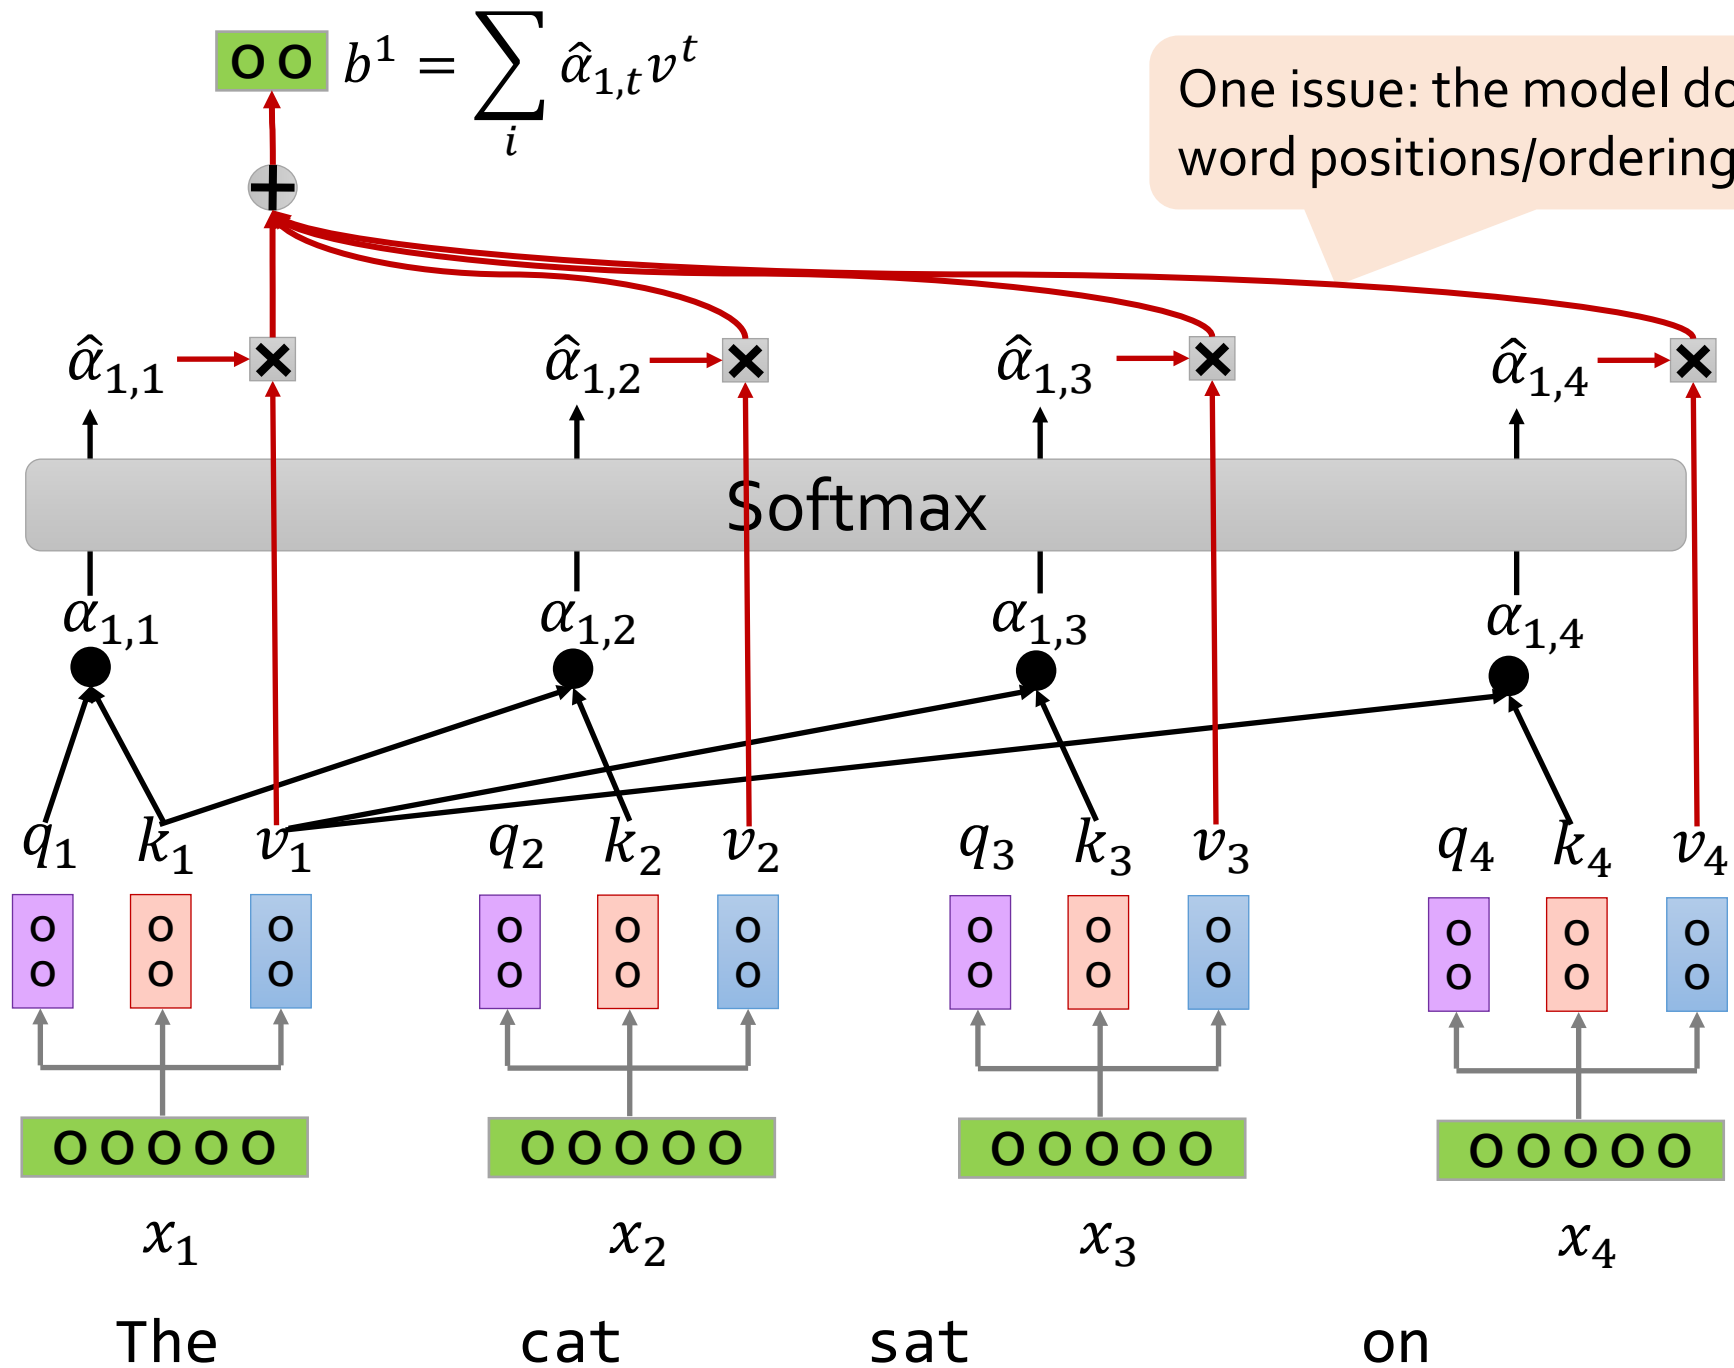 o o b¹ = ∑ᵢ α̂₁,ₜvᵗ
One issue: the model do
word positions/ordering
α̂₁,₁ α̂₁,₂ α̂₁,₃ α̂₁,₄
Softmax
α₁,₁ α₁,₂ α₁,₃ α₁,₄
q₁ k₁ v₁ q₂ k₂ v₂ q₃ k₃ v₃ q₄ k₄ v₄
o o o o o o o o o o o o
o o o o o o o o o o o o
o o o o o o o o o o o o o o o o o o o o
x₁ x₂ x₃ x₄
The cat sat on